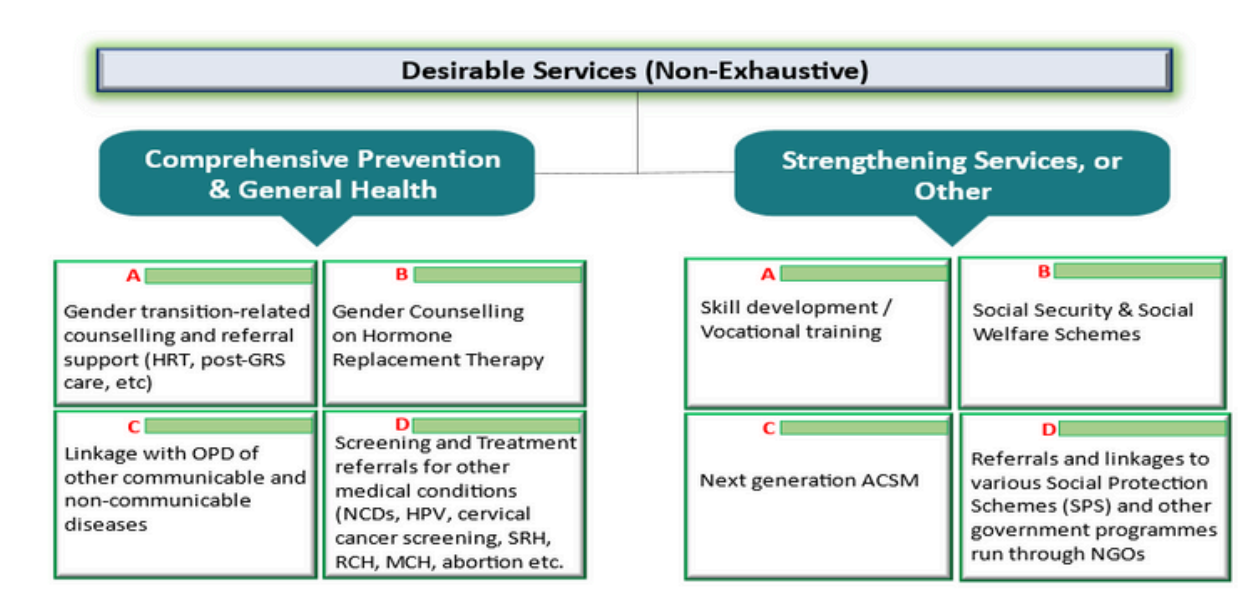 Desirable Services (Non-Exhaustive)
Comprehensive Prevention
& General Health
A
Gender transition-related
counselling and referral
support (HRT, post-GRS
care, etc)
B
Gender Counselling
on Hormone
Replacement Therapy
C
Linkage with OPD of
other communicable and
non-communicable
diseases
D
Screening and Treatment
referrals for other
medical conditions
(NCDs, HPV, cervical
cancer screening, SRH,
RCH, MCH, abortion etc.
Strengthening Services, or
Other
A
Skill development /
Vocational training
B
Social Security & Social
Welfare Schemes
C
Next generation ACSM
D
Referrals and linkages to
various Social Protection
Schemes (SPS) and other
government programmes
run through NGOs